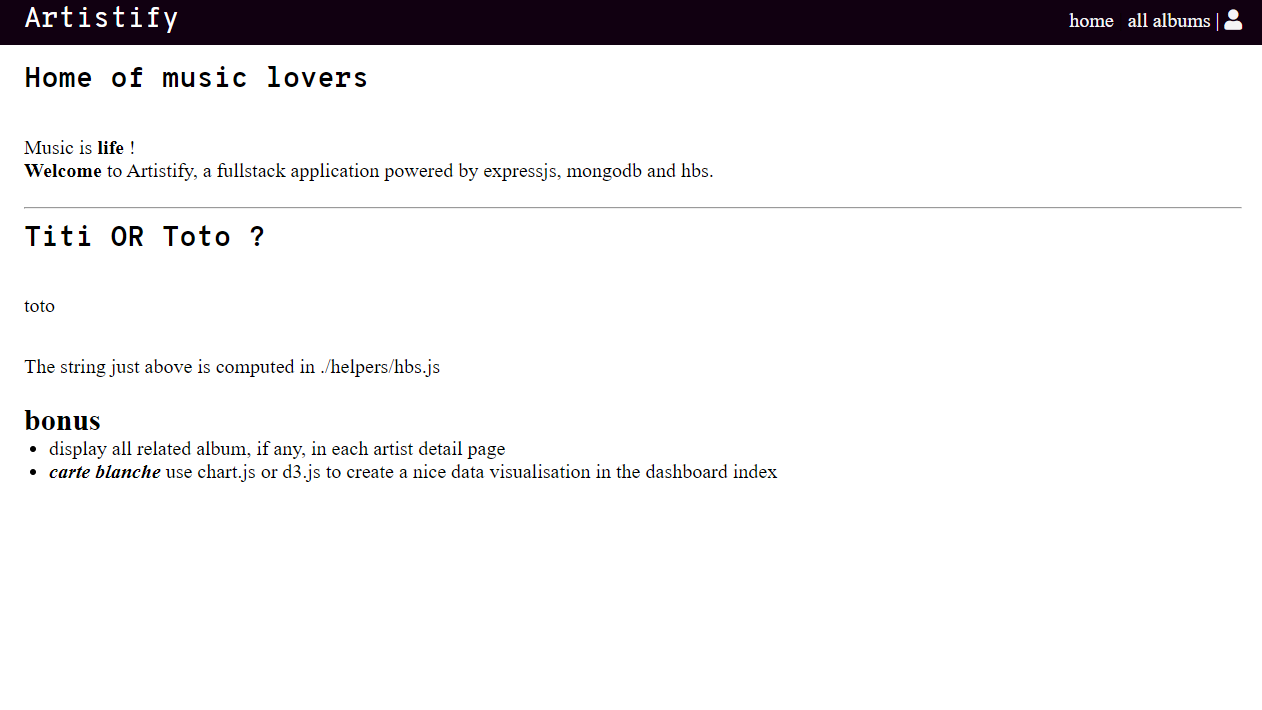 Artistify
home all albums |
Home of music lovers
Music is life !
Welcome to Artistify, a fullstack application powered by expressjs, mongodb and hbs.
Titi OR Toto ?
toto
The string just above is computed in ./helpers/hbs.js
bonus
• display all related album, if any, in each artist detail page
• carte blanche use chart.js or d3.js to create a nice data visualisation in the dashboard index